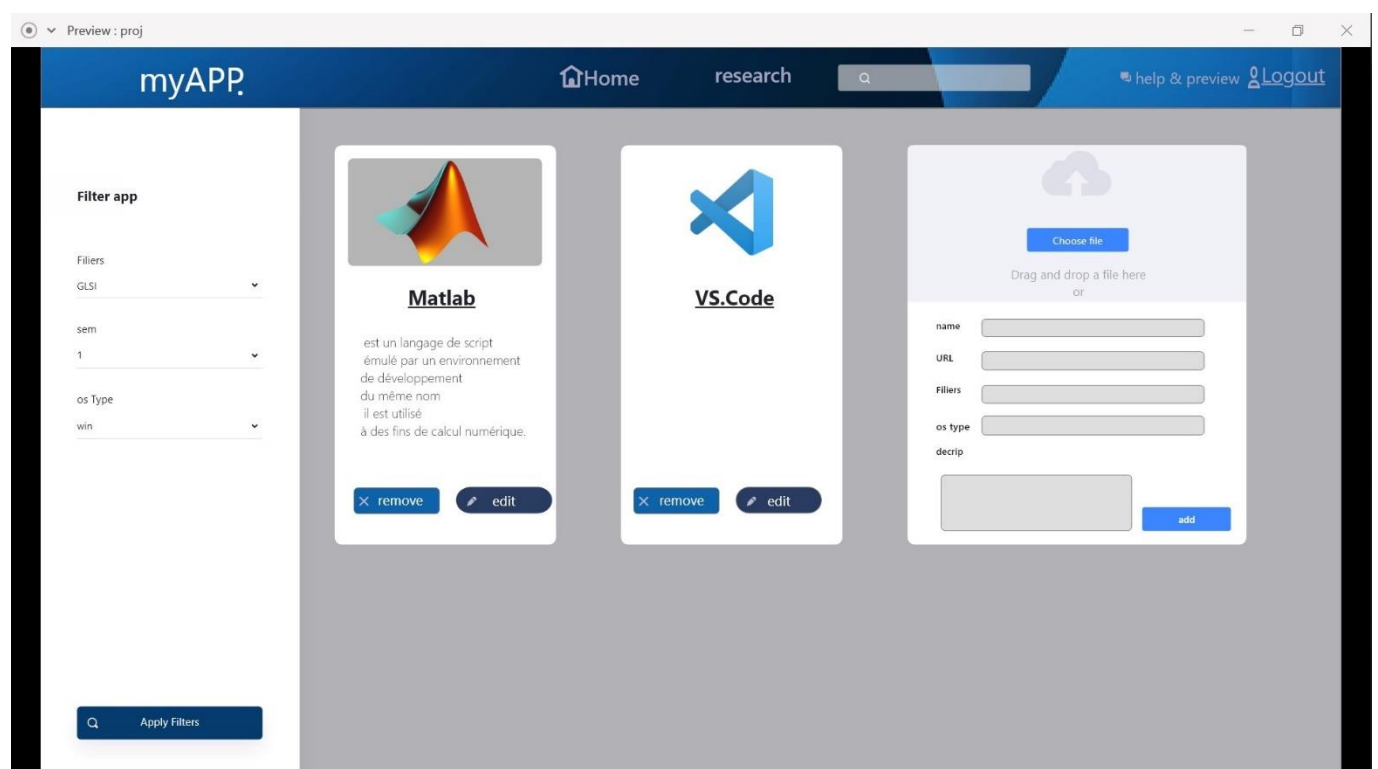 Preview : proj
myAPP.
Home
research
help & preview
Logout
Filter app
Filiers
GLSI
sem
1
os Type
win
Apply Filters
Matlab
est un langage de script
émulé par un environnement
de développement
du même nom
il est utilisé
à des fins de calcul numérique.
remove
edit
VS.Code
remove
edit
Choose file
Drag and drop a file here
or
name
URL
Filiers
os type
decrip
add